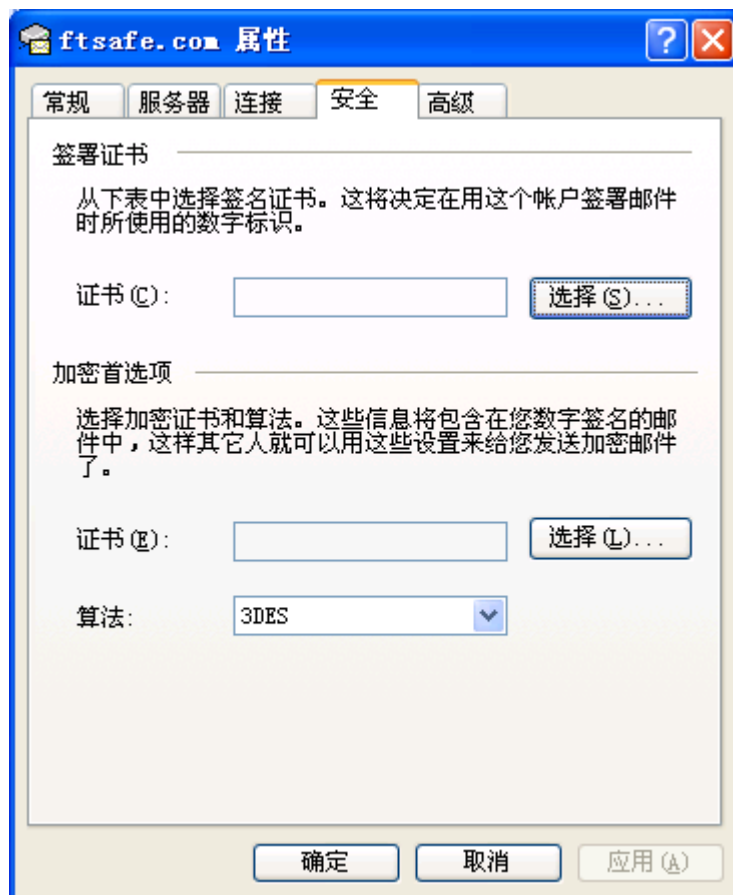 ftsafe.com 属性
常规 服务器 连接 安全 高级
签署证书
从下表中选择签名证书。这将决定在用这个帐户签署邮件
时所使用的数字标识。
证书(C): 选择(S)...
加密首选项
选择加密证书和算法。这些信息将包含在您数字签名的邮
件中，这样其它人就可以用这些设置来给您发送加密邮件
了。
证书(E): 选择(L)...
算法: 3DES
确定 取消 应用(A)